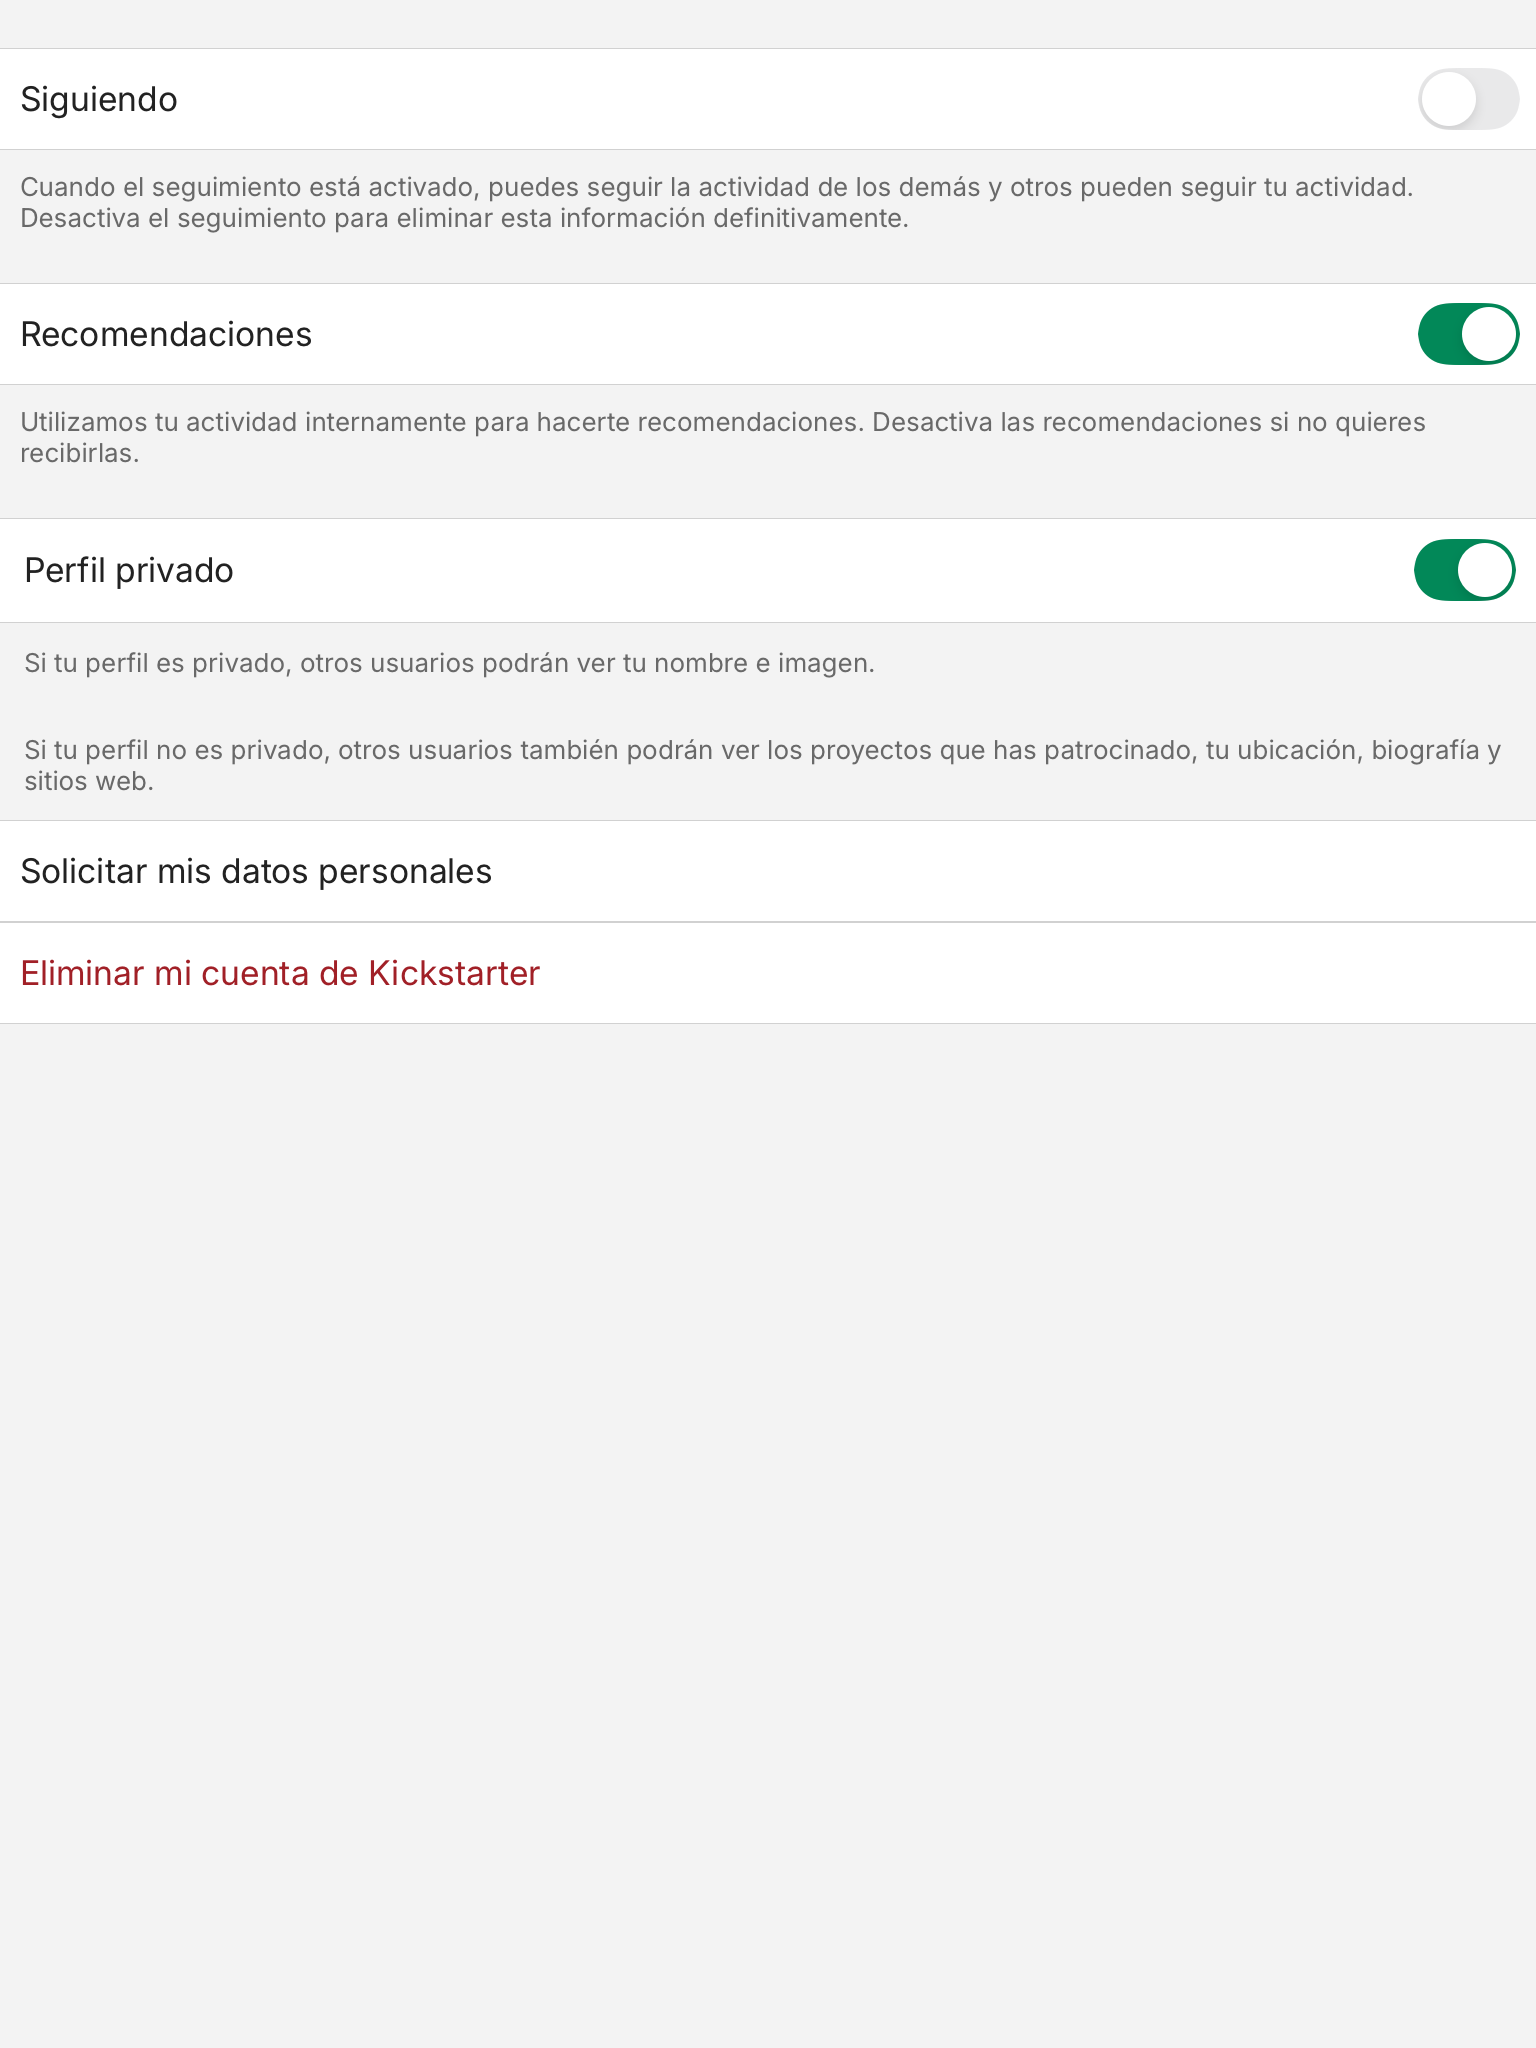 Siguiendo
Cuando el seguimiento está activado, puedes seguir la actividad de los demás y otros pueden seguir tu actividad.
Desactiva el seguimiento para eliminar esta información definitivamente.
Recomendaciones
Utilizamos tu actividad internamente para hacerte recomendaciones. Desactiva las recomendaciones si no quieres
recibirlas.
Perfil privado
Si tu perfil es privado, otros usuarios podrán ver tu nombre e imagen.
Si tu perfil no es privado, otros usuarios también podrán ver los proyectos que has patrocinado, tu ubicación, biografía y
sitios web.
Solicitar mis datos personales
Eliminar mi cuenta de Kickstarter